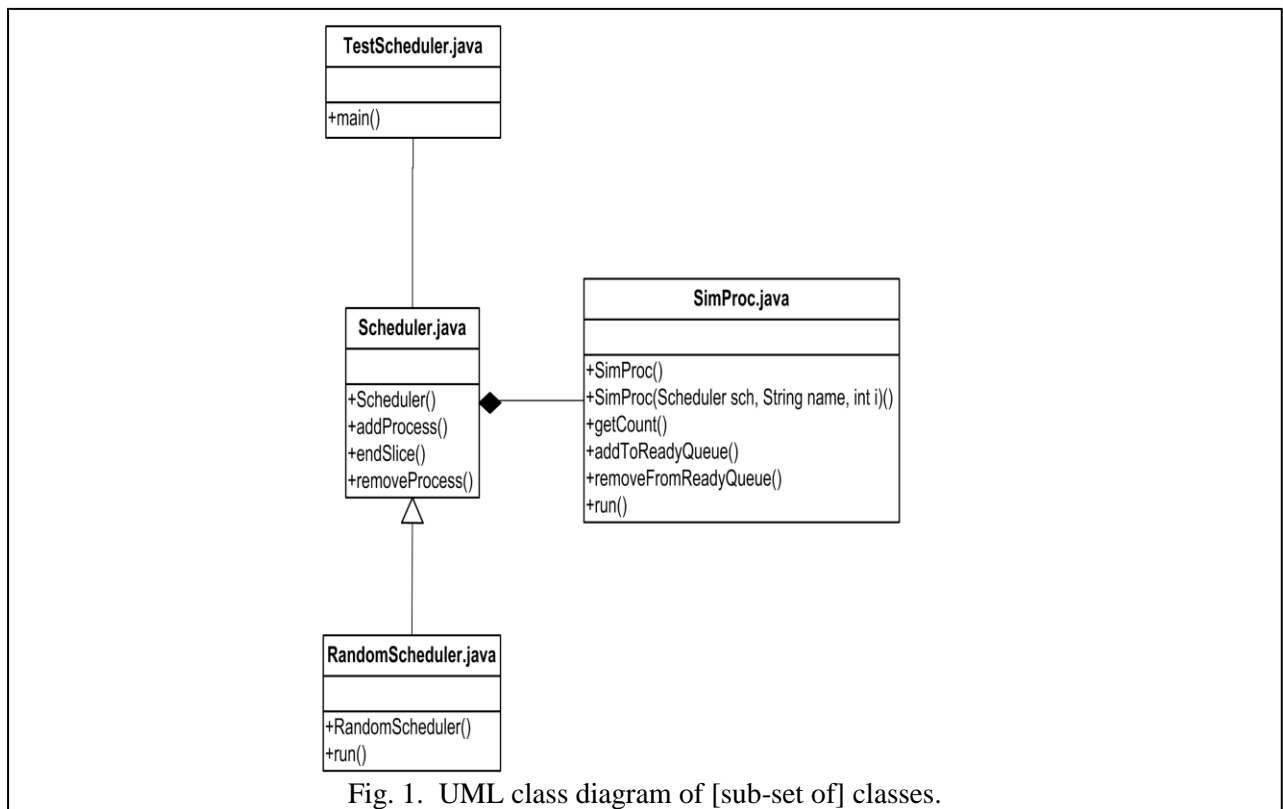 TestScheduler.java
+main()
Scheduler.java
+Scheduler()
+addProcess()
+endSlice()
+removeProcess()
SimProc.java
+SimProc()
+SimProc(Scheduler sch, String name, int i)()
+getCount()
+addToReadyQueue()
+removeFromReadyQueue()
+run()
RandomScheduler.java
+RandomScheduler()
+run()
Fig. 1. UML class diagram of [sub-set of] classes.